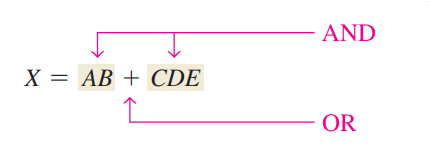 AND
X = AB + CDE
OR